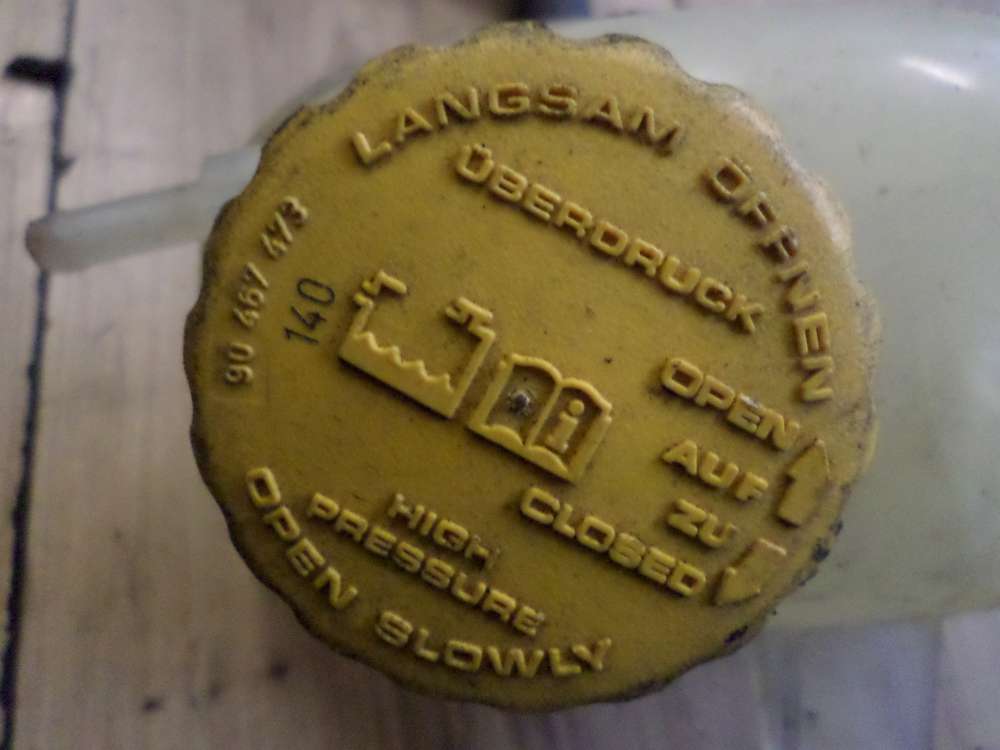 LANGSAM ÖFFNEN
ÜBERDRUCK
90 467 473
140
i
OPEN
AUF
ZU
CLOSED
HIGH
PRESSURE
OPEN SLOWLY